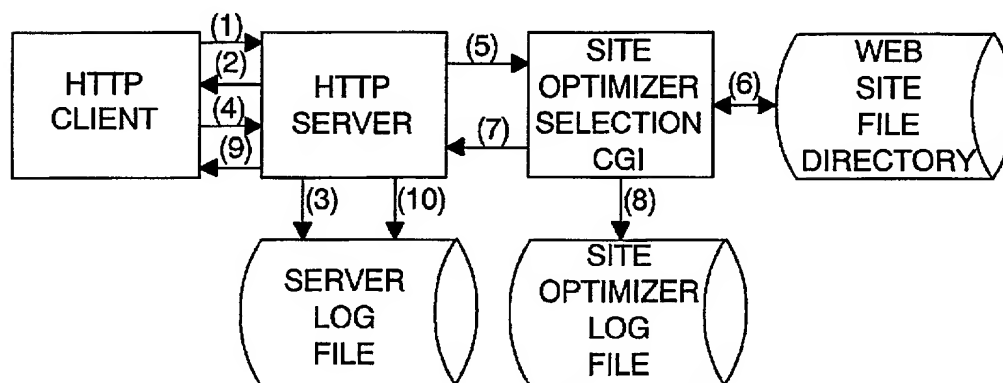 (1)
(2)
(4)
(9)
HTTP
CLIENT
HTTP
SERVER
(5)
(7)
SITE
OPTIMIZER
SELECTION
CGI
(6)
WEB
SITE
FILE
DIRECTORY
(3)
(10)
(8)
SERVER
LOG
FILE
SITE
OPTIMIZER
LOG
FILE